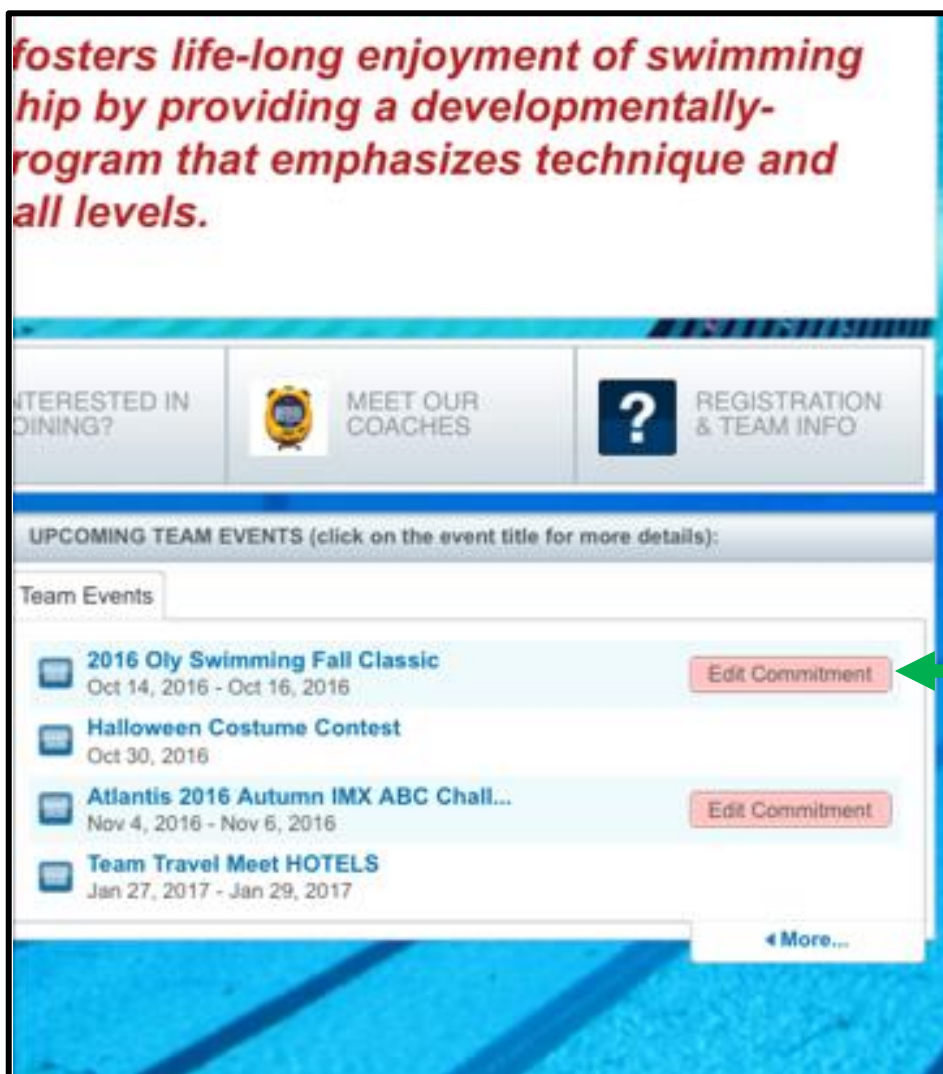 fosters life-long enjoyment of swimming
hip by providing a developmentally-
rogram that emphasizes technique and
all levels.
NTERESTED IN
OINING?
MEET OUR
COACHES
?
REGISTRATION
& TEAM INFO
UPCOMING TEAM EVENTS (click on the event title for more details):
Team Events
2016 Oly Swimming Fall Classic
Oct 14, 2016 - Oct 16, 2016
Edit Commitment
Halloween Costume Contest
Oct 30, 2016
Atlantis 2016 Autumn IMX ABC Chall...
Nov 4, 2016 - Nov 6, 2016
Edit Commitment
Team Travel Meet HOTELS
Jan 27, 2017 - Jan 29, 2017
More...